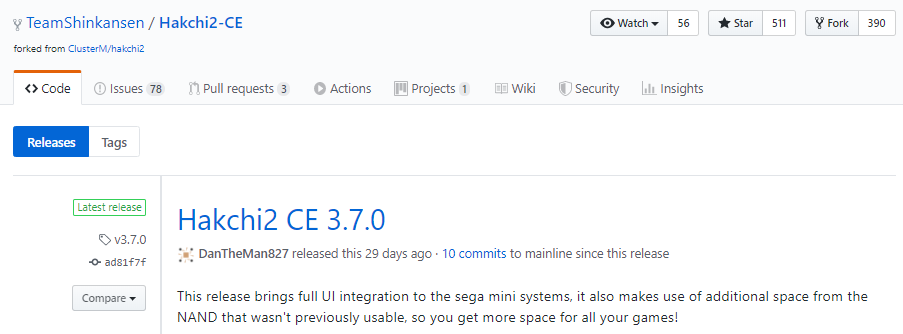 TeamShinkansen / Hakchi2-CE
Watch 56 Star 511 Fork 390
forked from ClusterM/hakchi2
Code Issues 78 Pull requests 3 Actions Projects 1 Wiki Security Insights
Releases Tags
Latest release
Hakchi2 CE 3.7.0
v3.7.0
DanTheMan827 released this 29 days ago · 10 commits to mainline since this release
ad81f7f
Compare
This release brings full UI integration to the sega mini systems, it also makes use of additional space from the
NAND that wasn't previously usable, so you get more space for all your games!